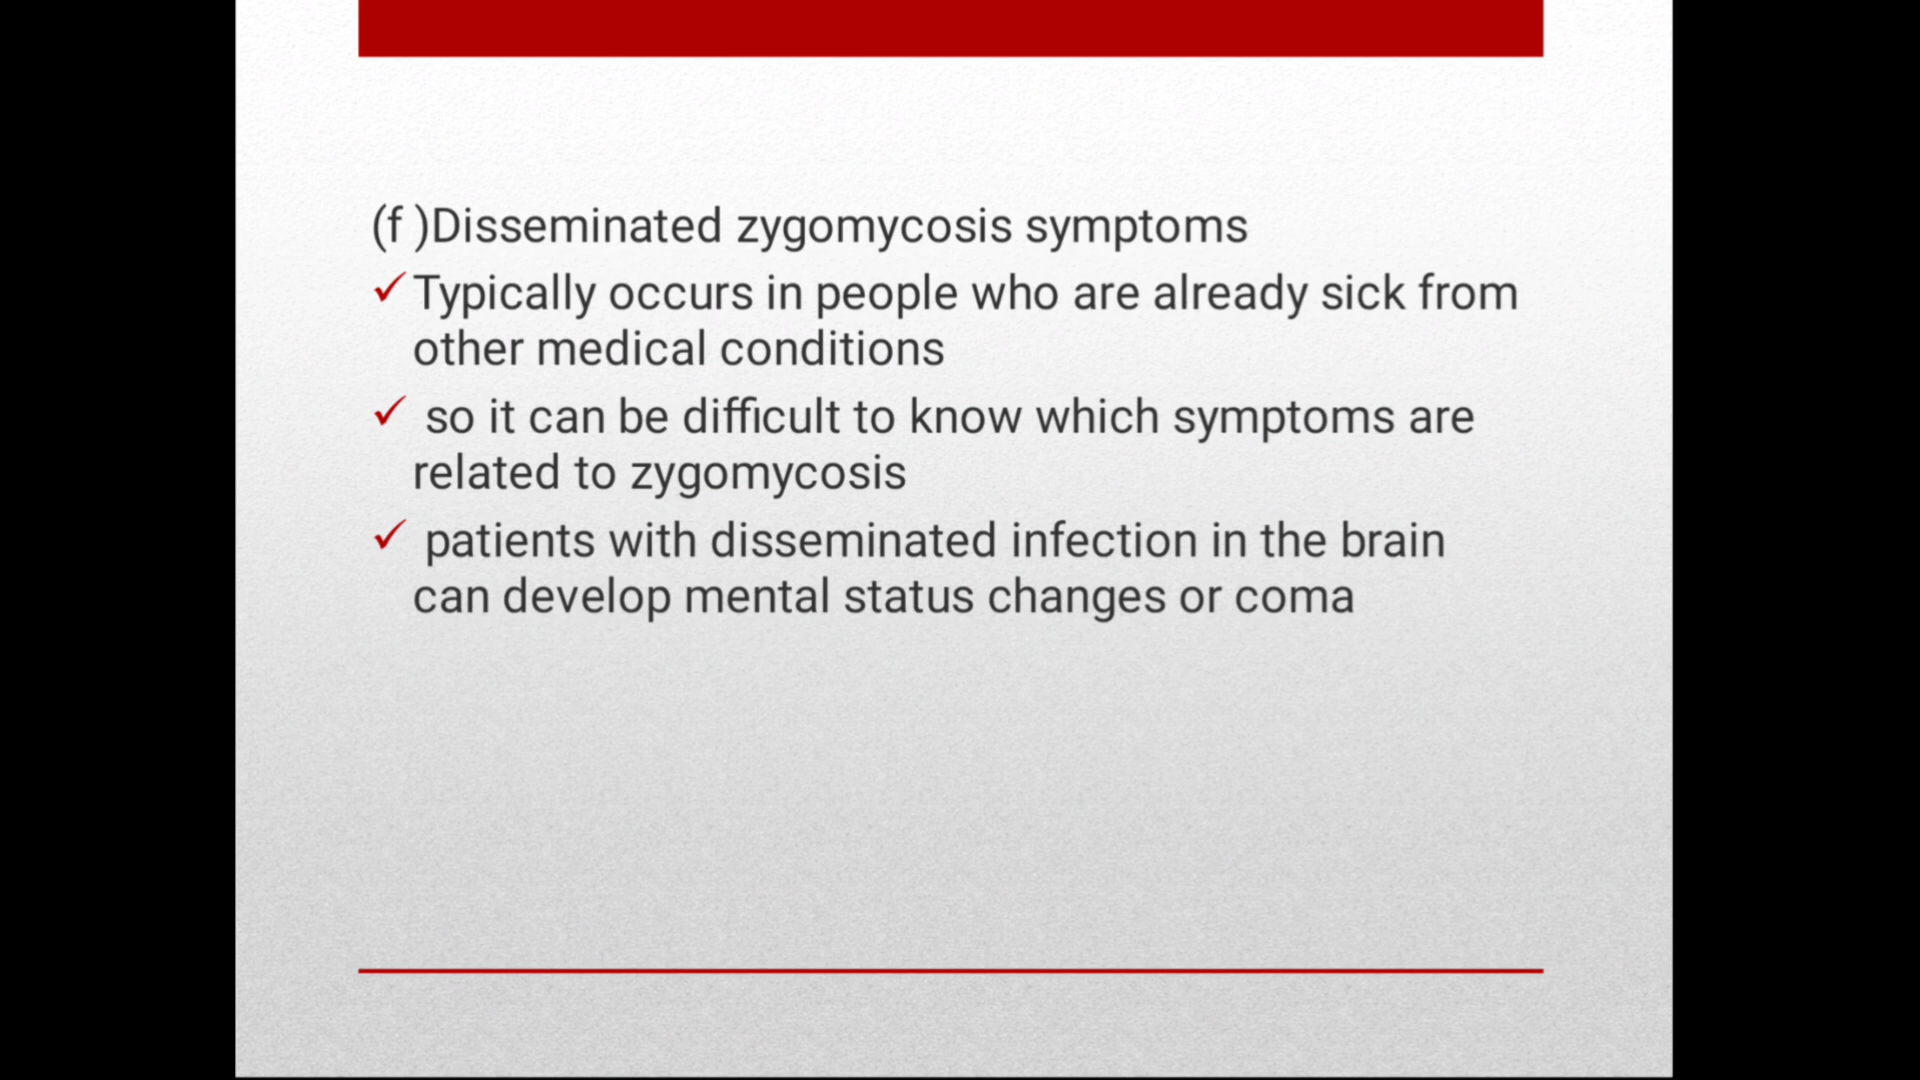 (f )Disseminated zygomycosis symptoms
✓Typically occurs in people who are already sick from
other medical conditions
✓ so it can be difficult to know which symptoms are
related to zygomycosis
✓ patients with disseminated infection in the brain
can develop mental status changes or coma